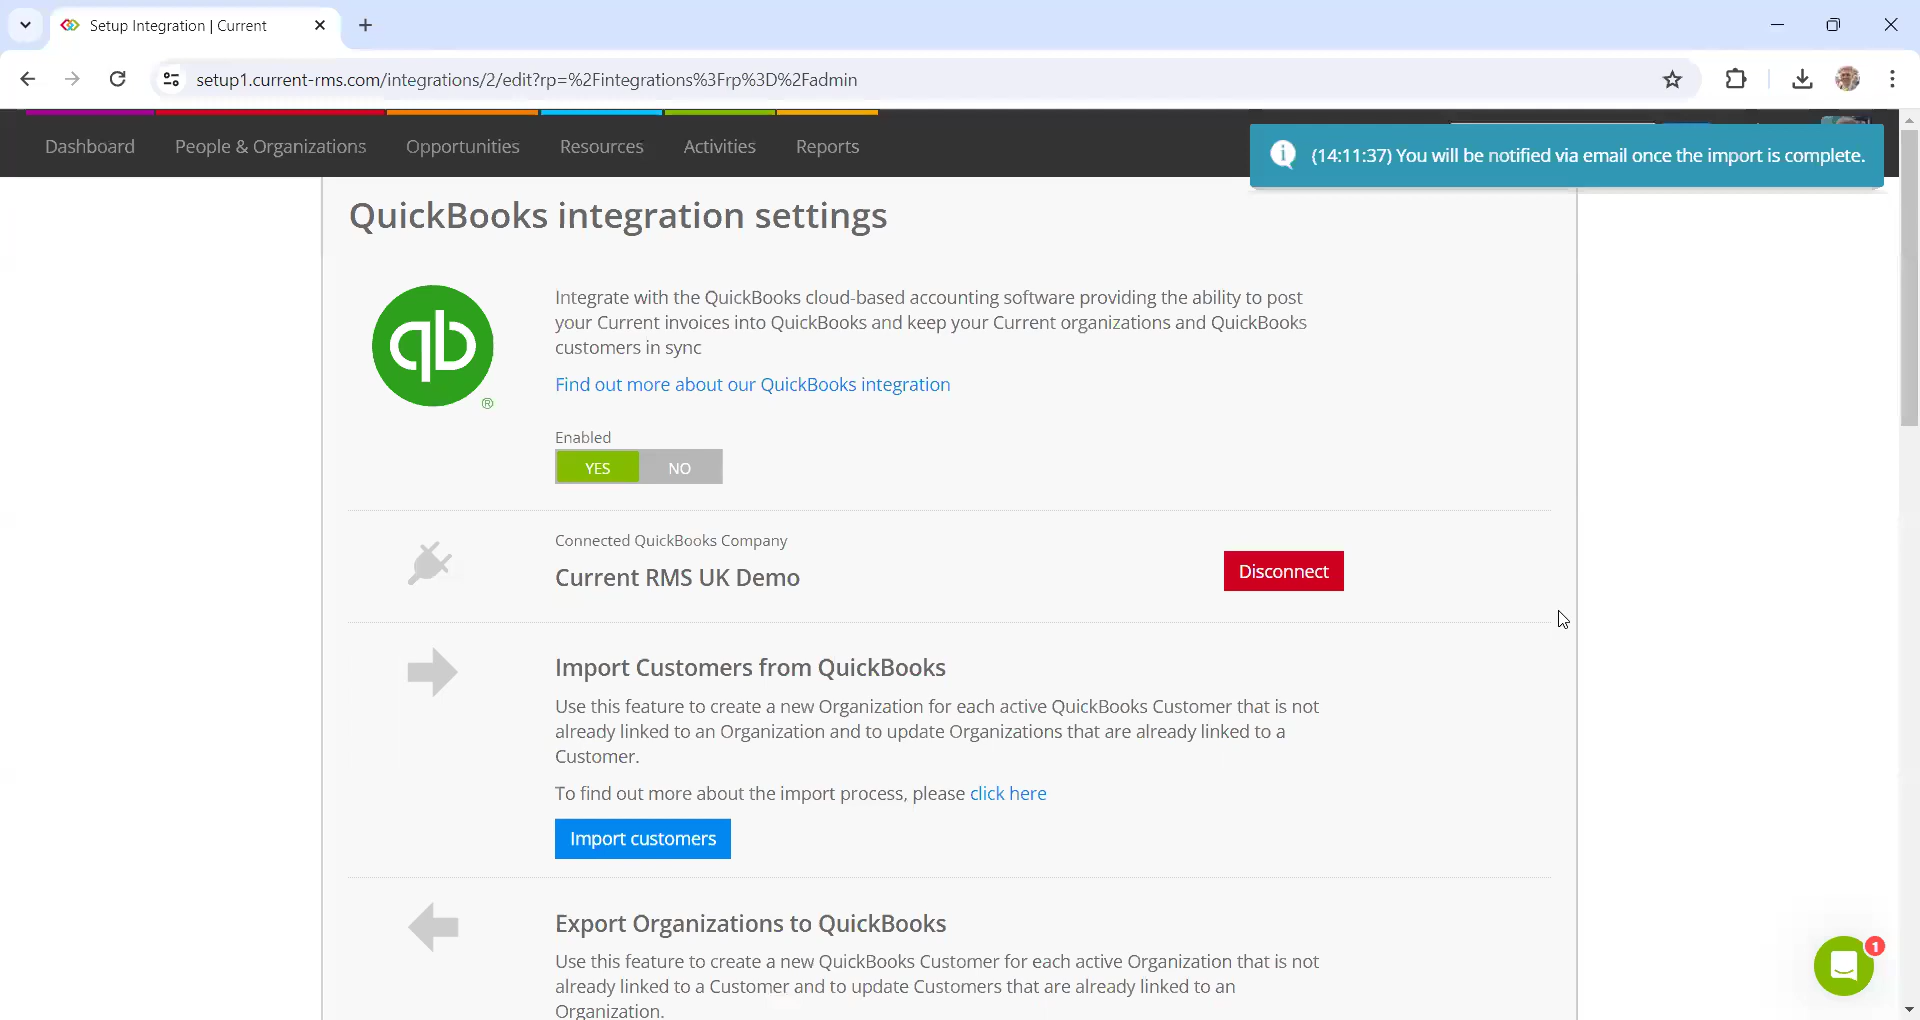 Setup Integration | Current
setup1.current-rms.com/integrations/2/edit?rp=%2Fintegrations%3Frp%3D%2Fadmin
Dashboard People & Organizations Opportunities Resources Activities Reports
(14:11:37) You will be notified via email once the import is complete.
QuickBooks integration settings
qb
®
Integrate with the QuickBooks cloud-based accounting software providing the ability to post
your Current invoices into QuickBooks and keep your Current organizations and QuickBooks
customers in sync
Find out more about our QuickBooks integration
Enabled
YES NO
Connected QuickBooks Company
Current RMS UK Demo
Disconnect
Import Customers from QuickBooks
Use this feature to create a new Organization for each active QuickBooks Customer that is not
already linked to an Organization and to update Organizations that are already linked to a
Customer.
To find out more about the import process, please click here
Import customers
Export Organizations to QuickBooks
Use this feature to create a new QuickBooks Customer for each active Organization that is not
already linked to a Customer and to update Customers that are already linked to an
Organization.
1